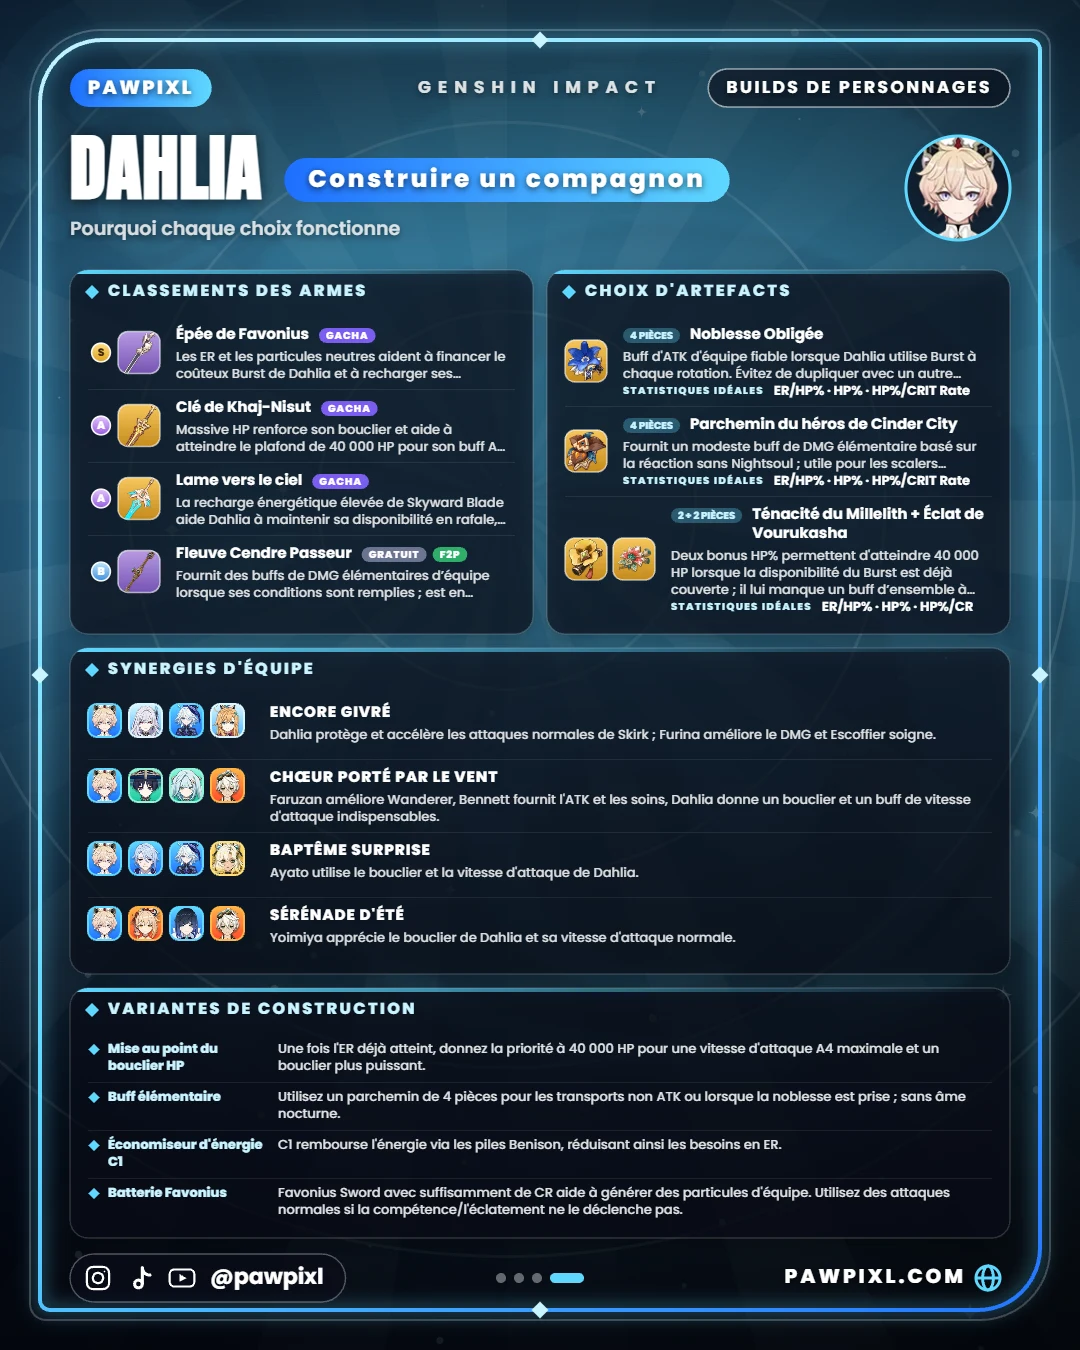 PAWPIXL
GENSHIN IMPACT
BUILDS DE PERSONNAGES
DAHLIA
Construire un compagnon
Pourquoi chaque choix fonctionne
CLASSEMENTS DES ARMES
S
Épée de Favonius GACHA
Les ER et les particules neutres aident à financer le
coûteux Burst de Dahlia et à recharger ses...
A
Clé de Khaj-Nisut GACHA
Massive HP renforce son bouclier et aide à
atteindre le plafond de 40 000 HP pour son buff A...
A
Lame vers le ciel GACHA
La recharge énergétique élevée de Skyward Blade
aide Dahlia à maintenir sa disponibilité en rafale,...
B
Fleuve Cendre Passeur GRATUIT F2P
Fournit des buffs de DMG élémentaires d'équipe
lorsque ses conditions sont remplies ; est en...
CHOIX D'ARTEFACTS
4 PIÈCES Noblesse Obligée
Buff d'ATK d'équipe fiable lorsque Dahlia utilise Burst à
chaque rotation. Évitez de dupliquer avec un autre...
STATISTIQUES IDÉALES ER/HP% · HP% · HP%/CRIT Rate
4 PIÈCES Parchemin du héros de Cinder City
Fournit un modeste buff de DMG élémentaire basé sur
la réaction sans Nightsoul ; utile pour les scalers...
STATISTIQUES IDÉALES ER/HP% · HP% · HP%/CRIT Rate
2 + 2 PIÈCES Ténacité du Millelith + Éclat de
Vourukasha
Deux bonus HP% permettent d'atteindre 40 000
HP lorsque la disponibilité du Burst est déjà
couverte ; il lui manque un buff d'ensemble à...
STATISTIQUES IDÉALES ER/HP% · HP% · HP%/CR
SYNERGIES D'ÉQUIPE
ENCORE GIVRÉ
Dahlia protège et accélère les attaques normales de Skirk ; Furina améliore le DMG et Escoffier soigne.
CHŒUR PORTÉ PAR LE VENT
Faruzan améliore Wanderer, Bennett fournit l'ATK et les soins, Dahlia donne un bouclier et un buff de vitesse
d'attaque indispensables.
BAPTÊME SURPRISE
Ayato utilise le bouclier et la vitesse d'attaque de Dahlia.
SÉRÉNADE D'ÉTÉ
Yoimiya apprécie le bouclier de Dahlia et sa vitesse d'attaque normale.
VARIANTES DE CONSTRUCTION
Mise au point du
bouclier HP
Une fois l'ER déjà atteint, donnez la priorité à 40 000 HP pour une vitesse d'attaque A4 maximale et un
bouclier plus puissant.
Buff élémentaire
Utilisez un parchemin de 4 pièces pour les transports non ATK ou lorsque la noblesse est prise ; sans âme
nocturne.
Économiseur d'énergie
C1
C1 rembourse l'énergie via les piles Benison, réduisant ainsi les besoins en ER.
Batterie Favonius
Favonius Sword avec suffisamment de CR aide à générer des particules d'équipe. Utilisez des attaques
normales si la compétence/l'éclatement ne le déclenche pas.
@pawpixl
PAWPIXL.COM